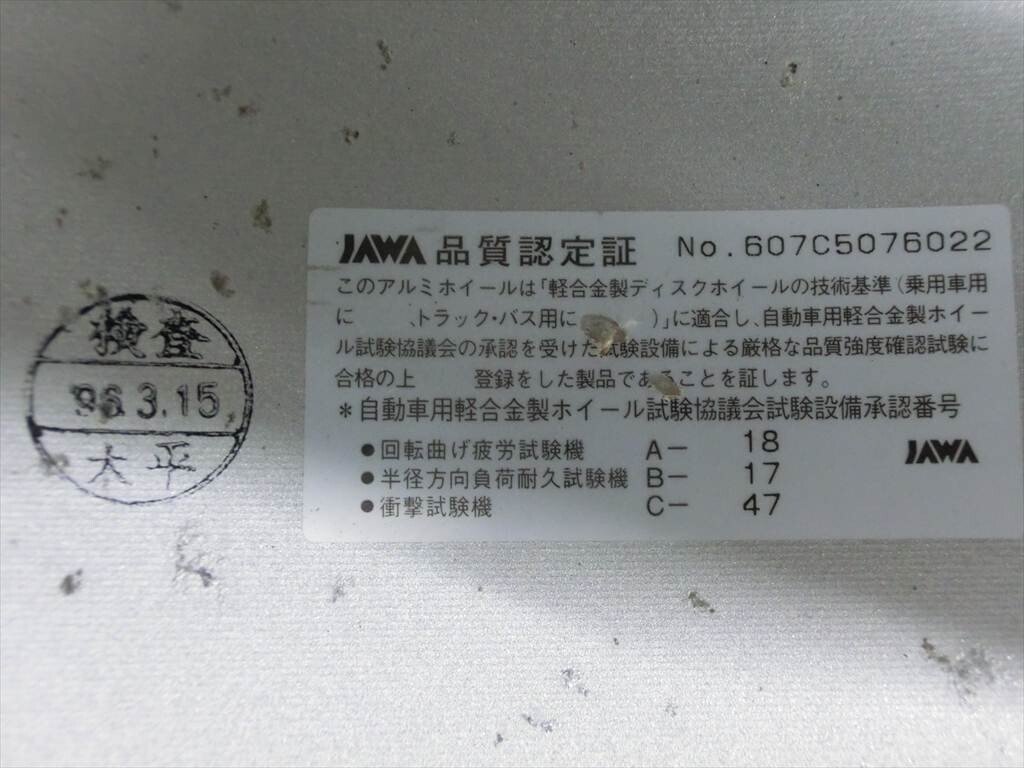 検査
'96.3.15
太平
JAWA 品質認定証 No.607C5076022
このアルミホイールは「軽合金製ディスクホイールの技術基準(乗用車用
に 、トラック・バス用に )」に適合し、自動車用軽合金製ホイー
ル試験協議会の承認を受けた試験設備による厳格な品質強度確認試験に
合格の上 登録をした製品であることを証します。
＊自動車用軽合金製ホイール試験協議会試験設備承認番号
●回転曲げ疲労試験機 A− 18
●半径方向負荷耐久試験機 B− 17
●衝撃試験機 C− 47
JAWA